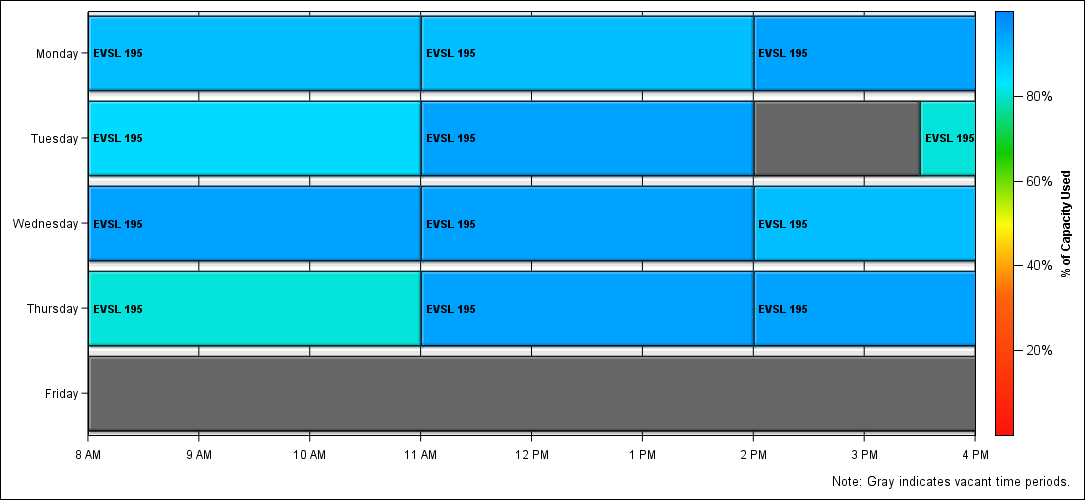 Monday
EVSL 195
EVSL 195
EVSL 195
Tuesday
EVSL 195
EVSL 195
EVSL 195
Wednesday
EVSL 195
EVSL 195
EVSL 195
Thursday
EVSL 195
EVSL 195
EVSL 195
Friday
8 AM
9 AM
10 AM
11 AM
12 PM
1 PM
2 PM
3 PM
4 PM
80%
60%
40%
20%
% of Capacity Used
Note: Gray indicates vacant time periods.